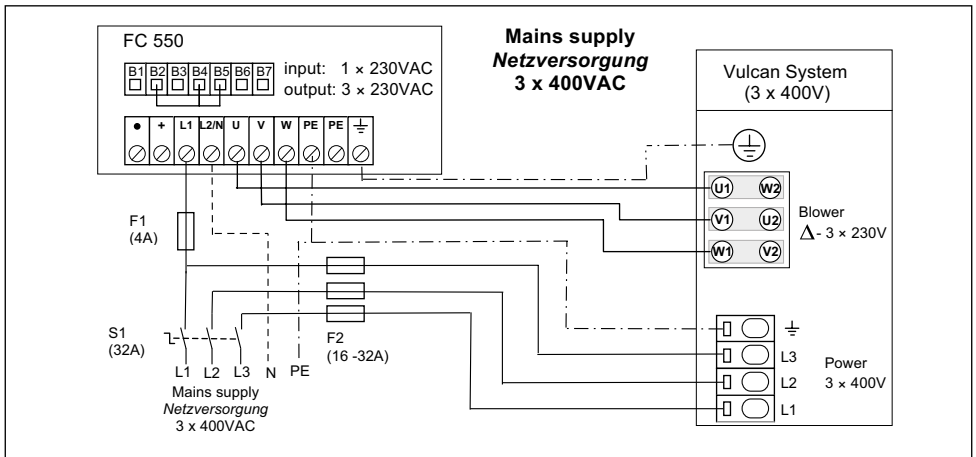 FC 550
B1 B2 B3 B4 B5 B6 B7
input: 1 × 230VAC
output: 3 × 230VAC
● + L1 L2/N U V W PE PE
Mains supply
Netzversorgung
3 x 400VAC
Vulcan System
(3 x 400V)
U1 W2
V1 U2
W1 V2
Blower
Δ- 3 × 230V
F1
(4A)
F2
(16 -32A)
S1
(32A)
L1 L2 L3 N PE
Mains supply
Netzversorgung
3 x 400VAC
L3
L2
L1
Power
3 × 400V